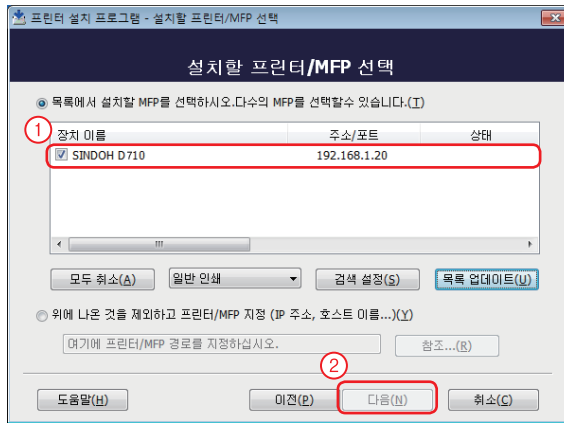 프린터 설치 프로그램 - 설치할 프린터/MFP 선택
설치할 프린터/MFP 선택
목록에서 설치할 MFP를 선택하시오.다수의 MFP를 선택할수 있습니다.(T)
1
장치 이름 주소/포트 상태
SINDOH D710 192.168.1.20
모두 취소(A) 일반 인쇄 검색 설정(S) 목록 업데이트(U)
위에 나온 것을 제외하고 프린터/MFP 지정 (IP 주소, 호스트 이름...)(Y)
여기에 프린터/MFP 경로를 지정하십시오. 참조...(R)
2
도움말(H) 이전(P) 다음(N) 취소(C)